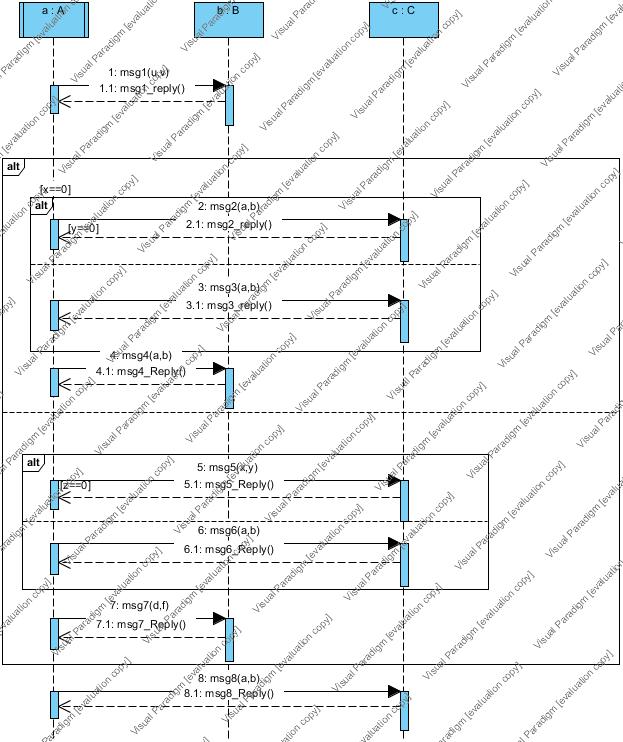 a : A
b : B
c : C
1: msg1(u,v)
1.1: msg1_reply()
alt
[x==0]
alt
2: msg2(a,b)
[y==0]
2.1: msg2_reply()
3: msg3(a,b)
3.1: msg3_reply()
4: msg4(a,b)
4.1: msg4_Reply()
alt
5: msg5(x,y)
[z==0]
5.1: msg5_Reply()
6: msg6(a,b)
6.1: msg6_Reply()
7: msg7(d,f)
7.1: msg7_Reply()
8: msg8(a,b)
8.1: msg8_Reply()
Visual Paradigm [evaluation copy]